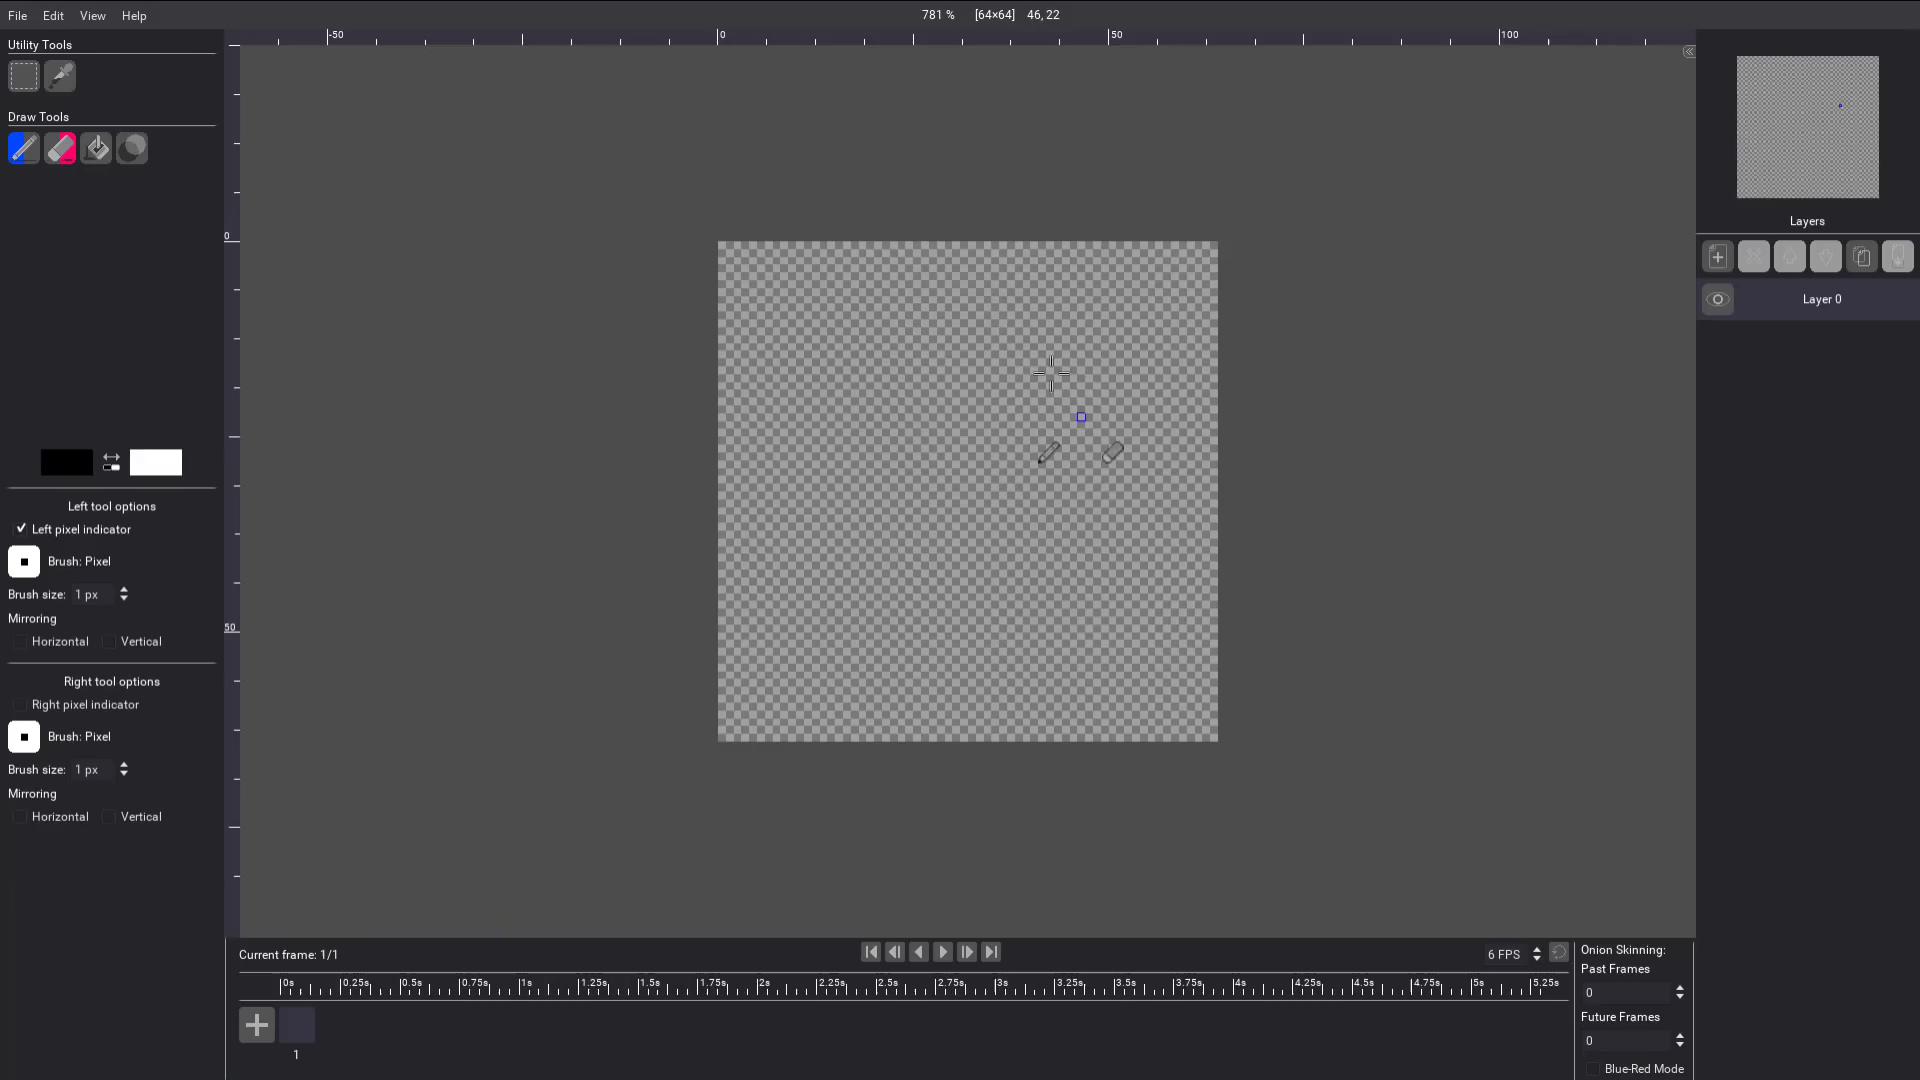 File Edit View Help 781 % [64×64] 46, 22
Utility Tools
-50 0 50 100
Draw Tools
Layers
0
Layer 0
Left tool options
Left pixel indicator
Brush: Pixel
Brush size: 1 px
Mirroring
Horizontal Vertical
50
Right tool options
Right pixel indicator
Brush: Pixel
Brush size: 1 px
Mirroring
Horizontal Vertical
Current frame: 1/1 6 FPS
0s 0.25s 0.5s 0.75s 1s 1.25s 1.5s 1.75s 2s 2.25s 2.5s 2.75s 3s 3.25s 3.5s 3.75s 4s 4.25s 4.5s 4.75s 5s 5.25s
1
Onion Skinning:
Past Frames
0
Future Frames
0
Blue-Red Mode